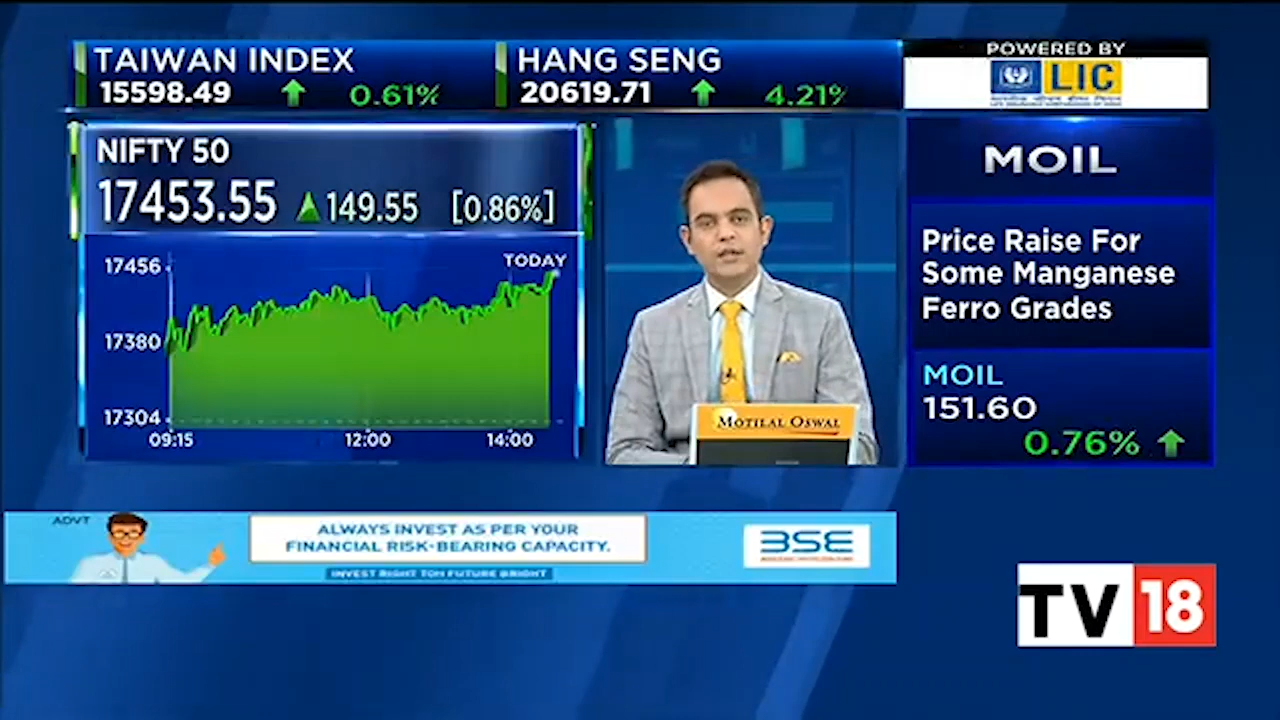 TAIWAN INDEX
15598.49 0.61%
HANG SENG
20619.71 4.21%
POWERED BY
LIC
NIFTY 50
17453.55 149.55 [0.86%]
TODAY
17456
17380
17304
09:15 12:00 14:00
MOTILAL OSWAL
MOIL
Price Raise For
Some Manganese
Ferro Grades
MOIL
151.60
0.76%
ADVT
ALWAYS INVEST AS PER YOUR
FINANCIAL RISK-BEARING CAPACITY.
INVEST RIGHT TOH FUTURE BRIGHT
BSE
TV18